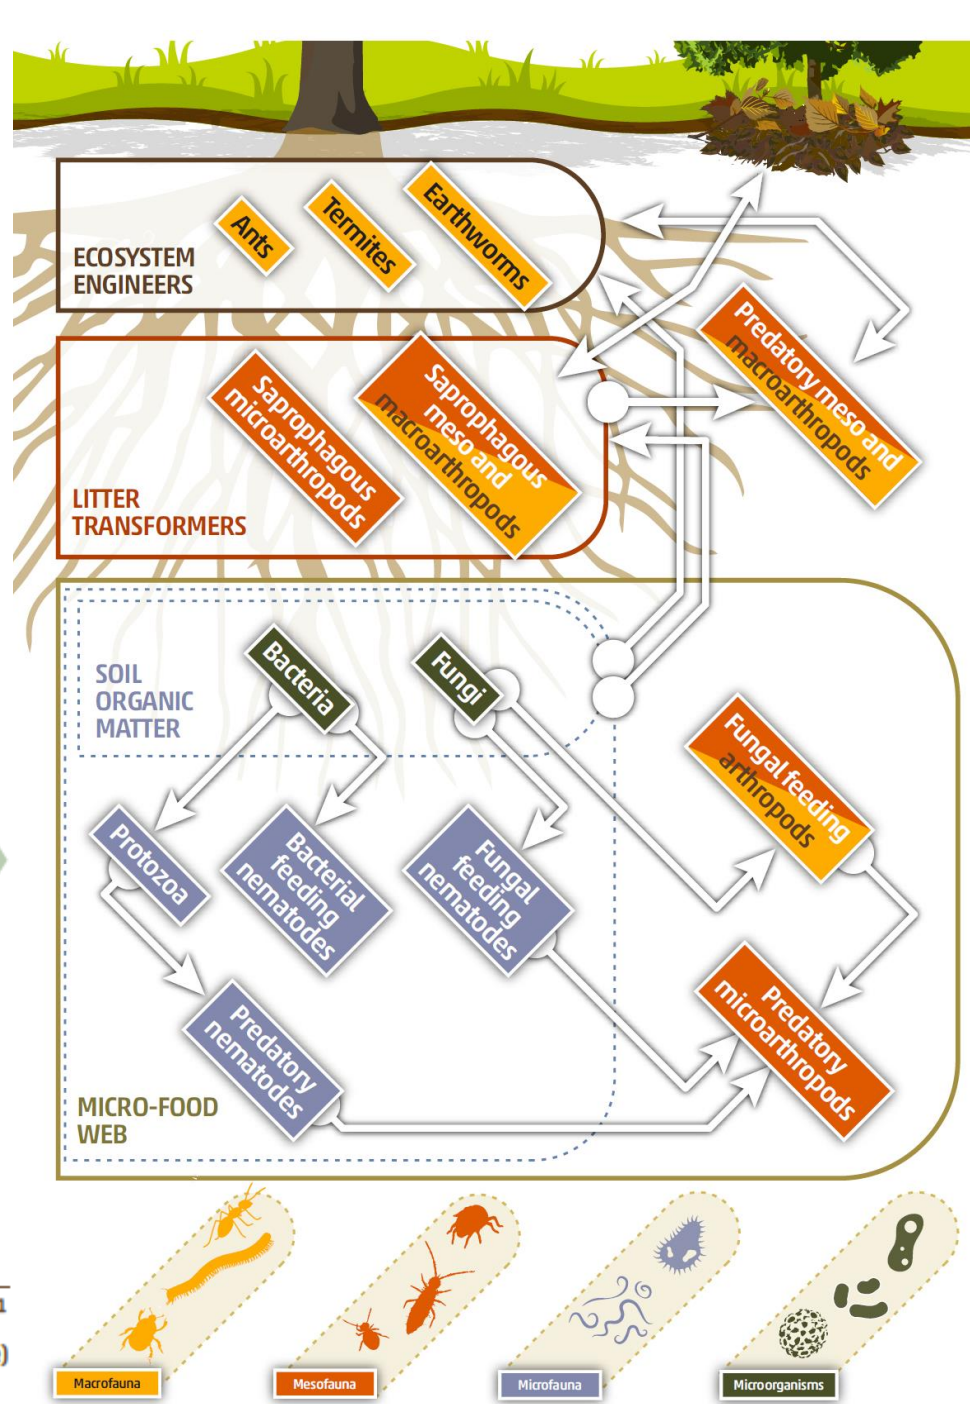 Ants
Termites
Earthworms
ECOSYSTEM
ENGINEERS
Predatory meso and
macroarthropods
Saprophagous
microarthropods
Saprophagous
meso and
macroarthropods
LITTER
TRANSFORMERS
SOIL
ORGANIC
MATTER
Bacteria
Fungi
Fungal feeding
arthropods
Protozoa
Bacterial
feeding
nematodes
Fungal
feeding
nematodes
Predatory
nematodes
Predatory
microarthropods
MICRO-FOOD
WEB
1
)
Macrofauna
Mesofauna
Microfauna
Microorganisms